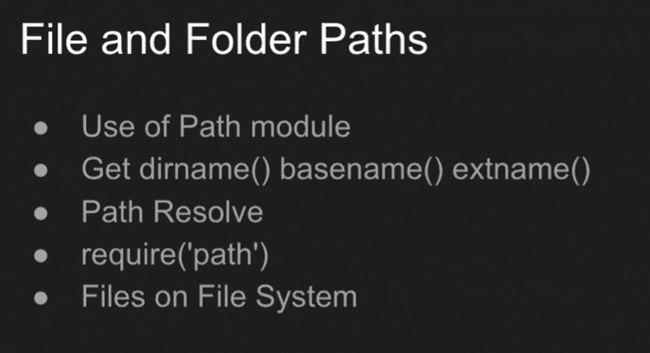 File and Folder Paths
● Use of Path module
● Get dirname() basename() extname()
● Path Resolve
● require('path')
● Files on File System